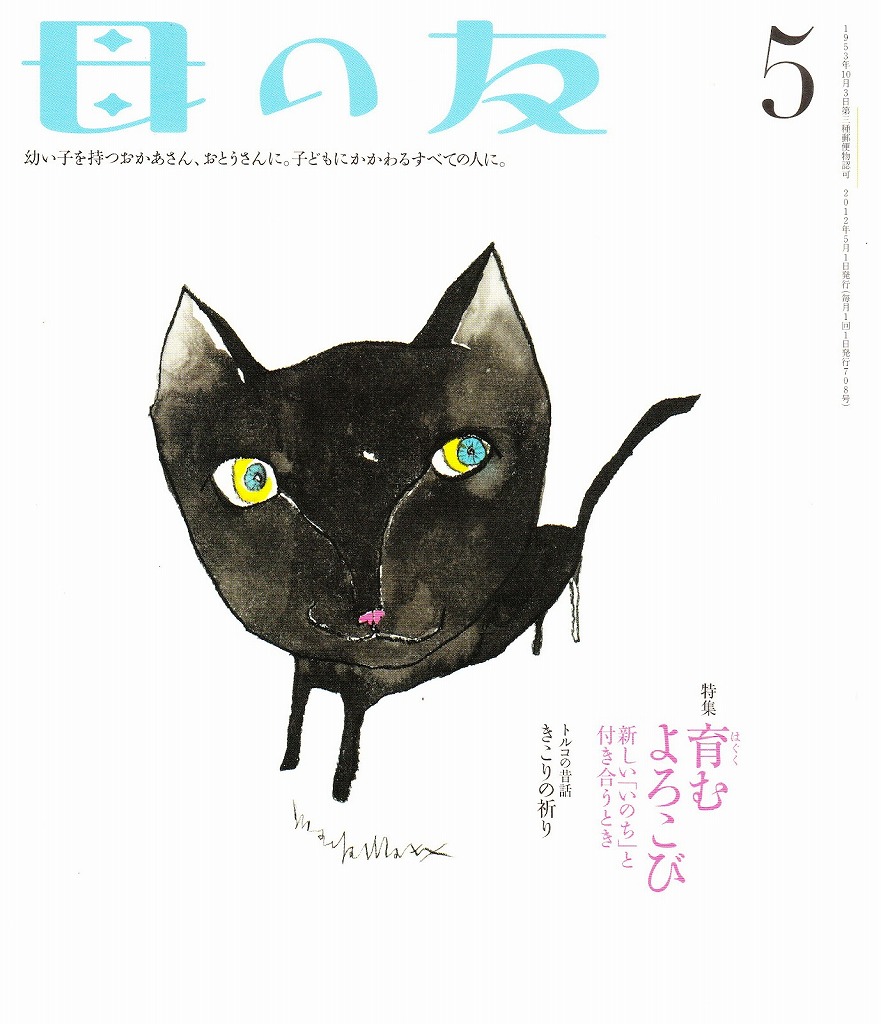 母の友
5
幼い子を持つおかあさん、おとうさんに。子どもにかかわるすべての人に。
1953年10月3日第三種郵便物認可 2012年5月1日発行(毎月1回1日発行708号)
特集
育む
はぐく
よろこび
新しい「いのち」と
付き合うとき
トルコの昔話
きこりの祈り
MayaMaxx